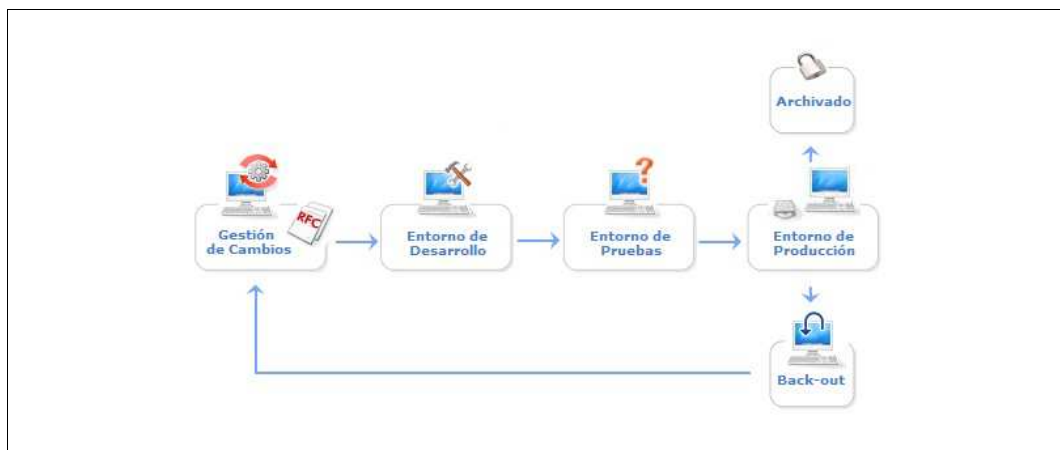 Archivado
RFC
Gestión
de Cambios
Entorno de
Desarrollo
Entorno de
Pruebas
Entorno de
Producción
Back-out